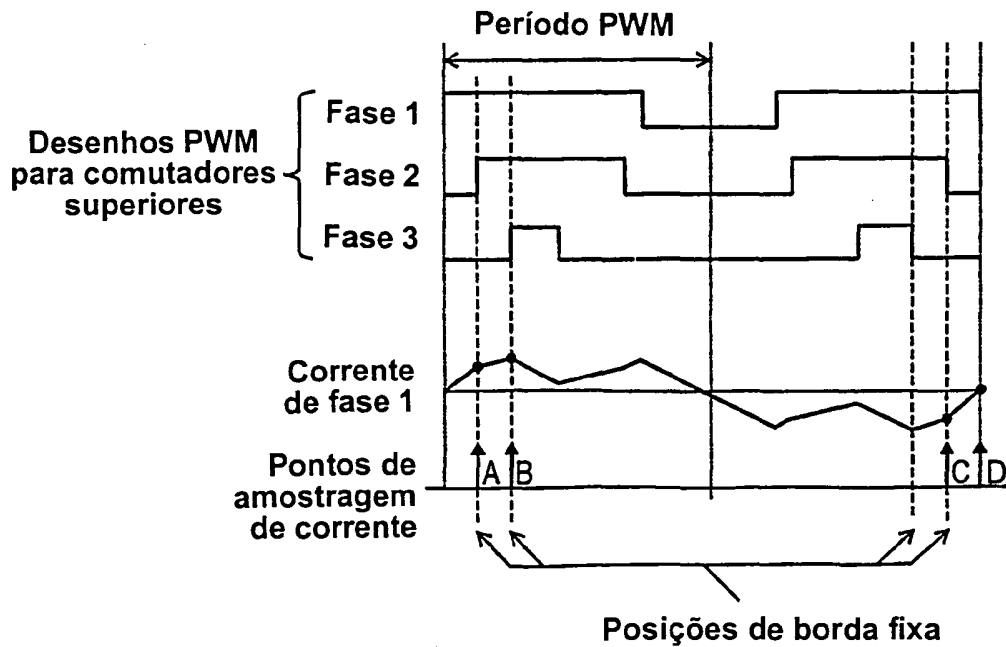 Período PWM
Desenhos PWM
para comutadores
superiores
Fase 1
Fase 2
Fase 3
Corrente
de fase 1
Pontos de
amostragem
de corrente
A
B
C
D
Posições de borda fixa